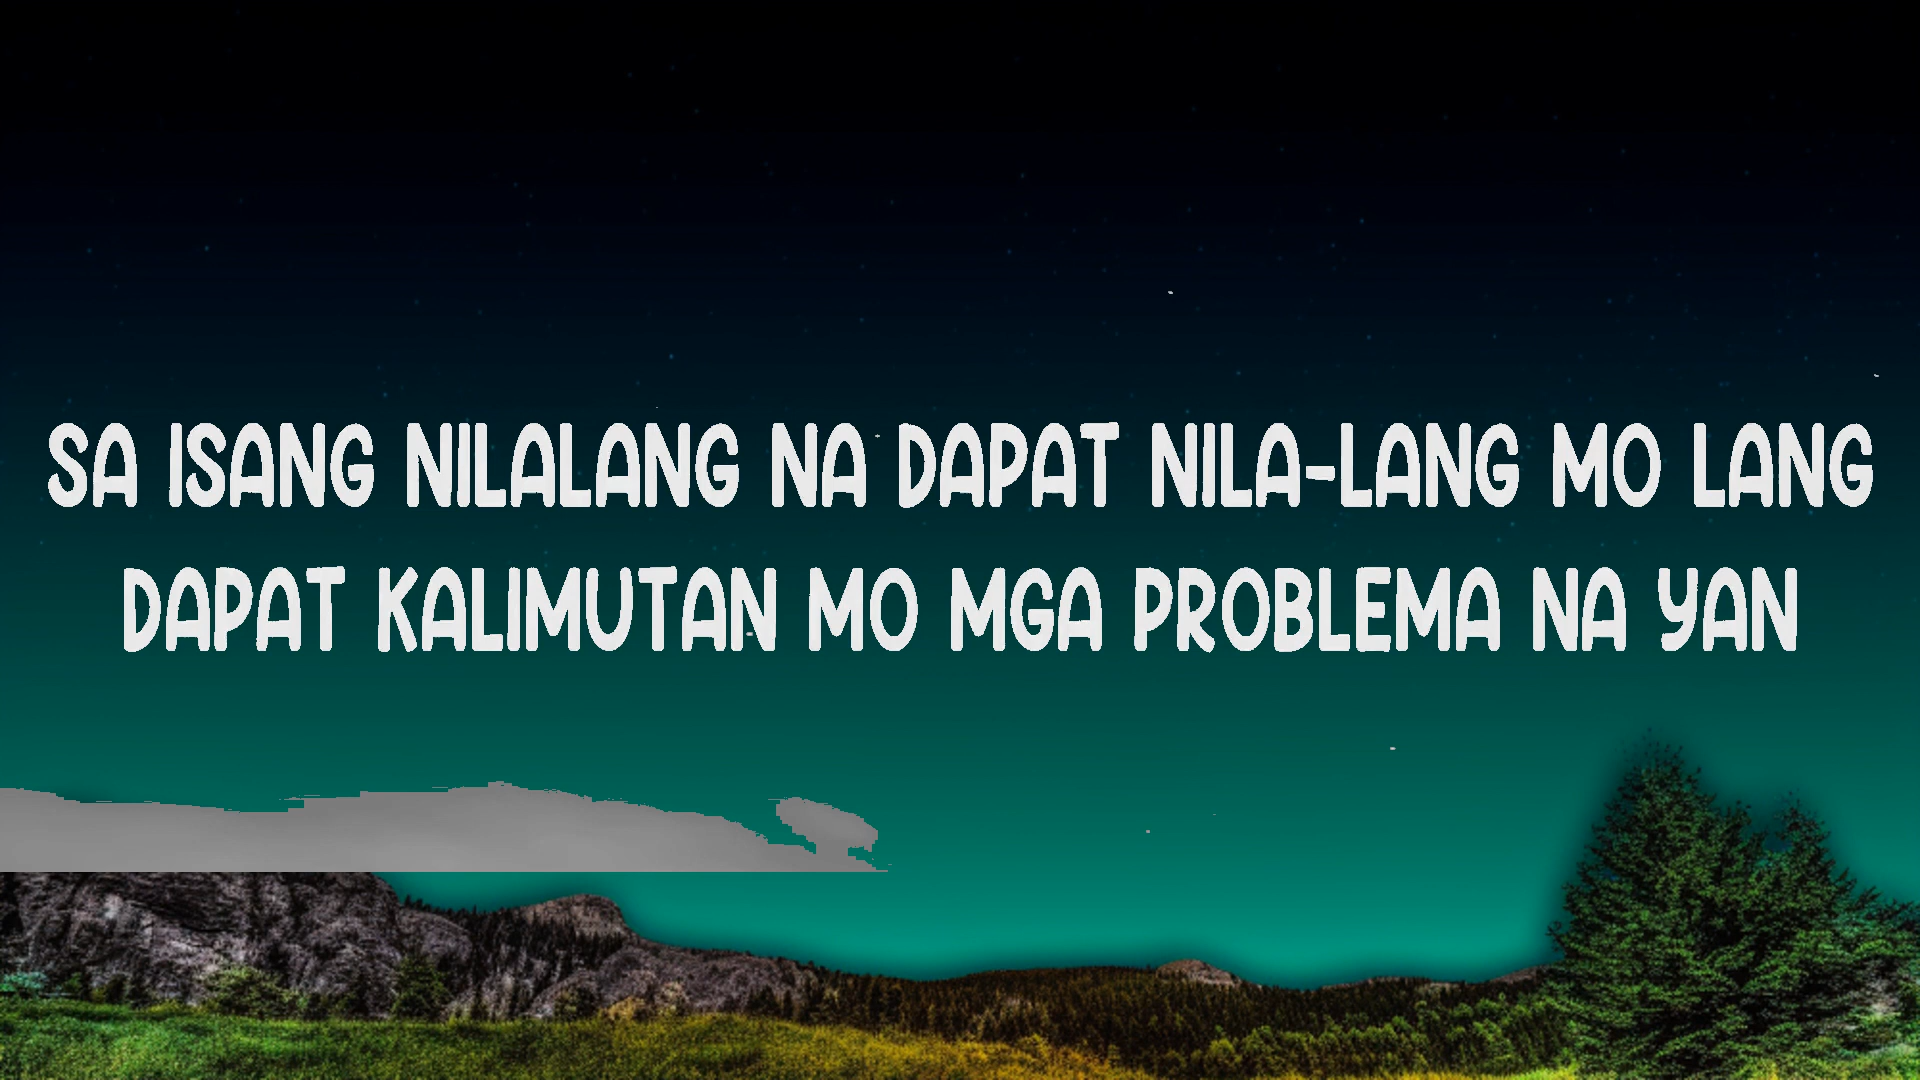 SA ISANG NILALANG NA DAPAT NILA-LANG MO LANG
DAPAT KALIMUTAN MO MGA PROBLEMA NA YAN